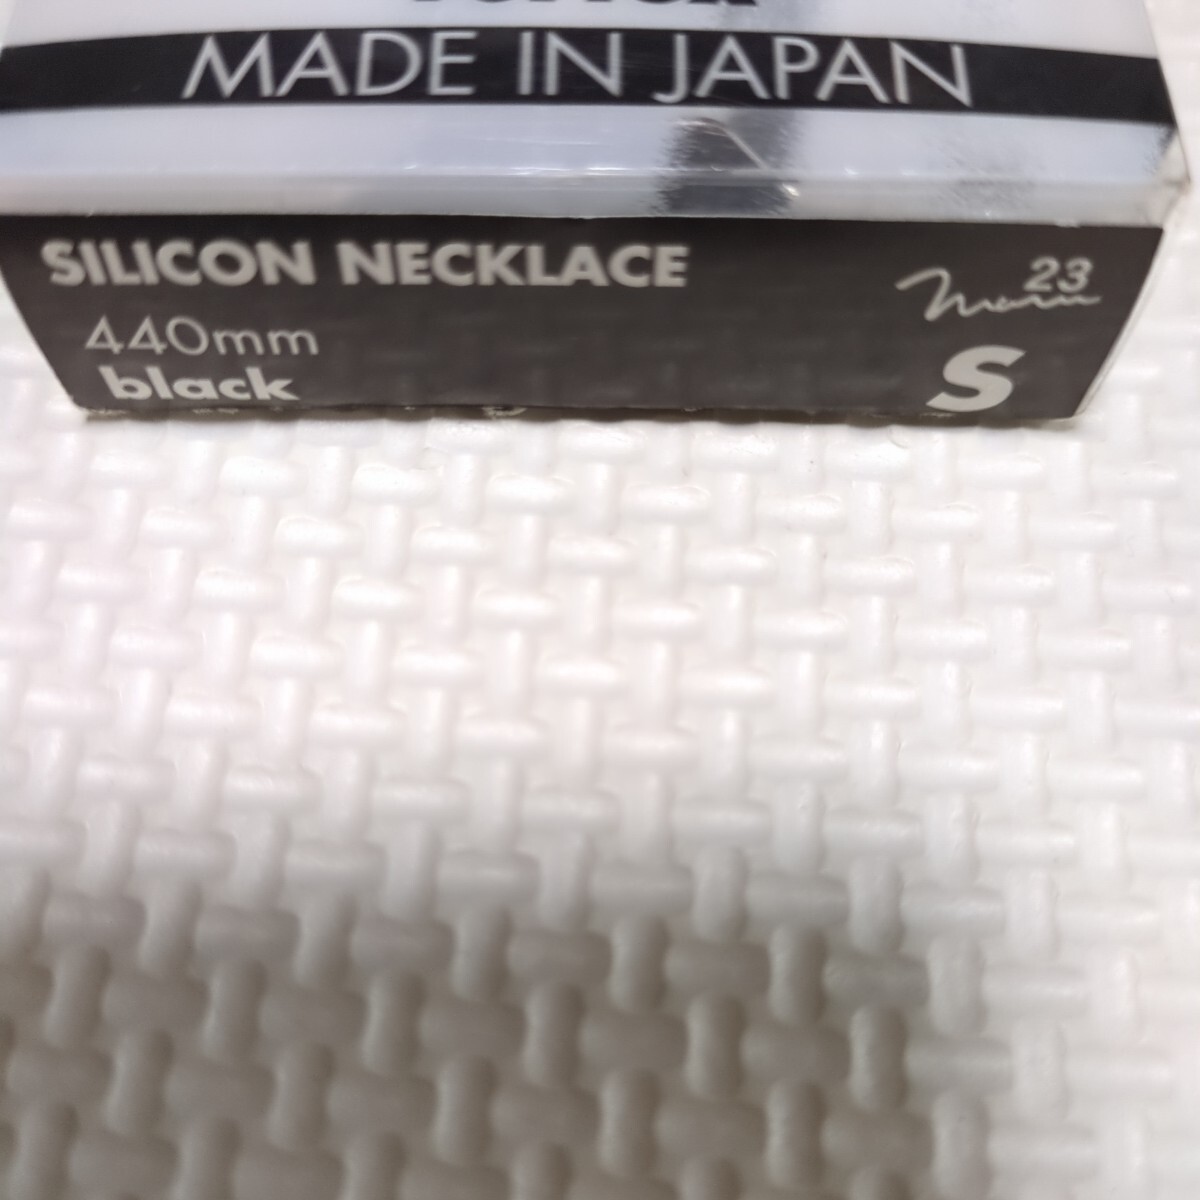 MADE IN JAPAN
SILICON NECKLACE
440mm
black
23
S